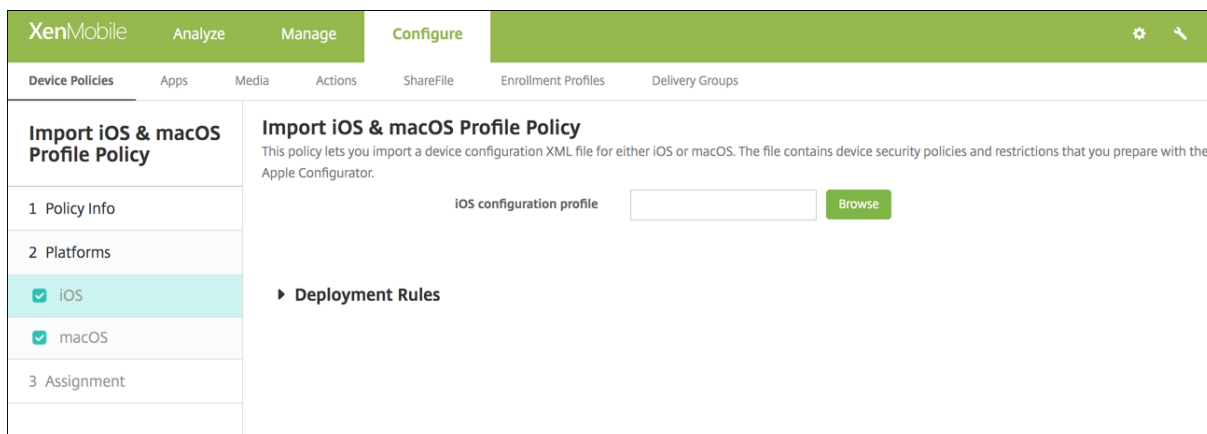 XenMobile Analyze Manage Configure
Device Policies Apps Media Actions ShareFile Enrollment Profiles Delivery Groups
Import iOS & macOS
Profile Policy
1 Policy Info
2 Platforms
iOS
macOS
3 Assignment
Import iOS & macOS Profile Policy
This policy lets you import a device configuration XML file for either iOS or macOS. The file contains device security policies and restrictions that you prepare with the
Apple Configurator.
iOS configuration profile Browse
Deployment Rules